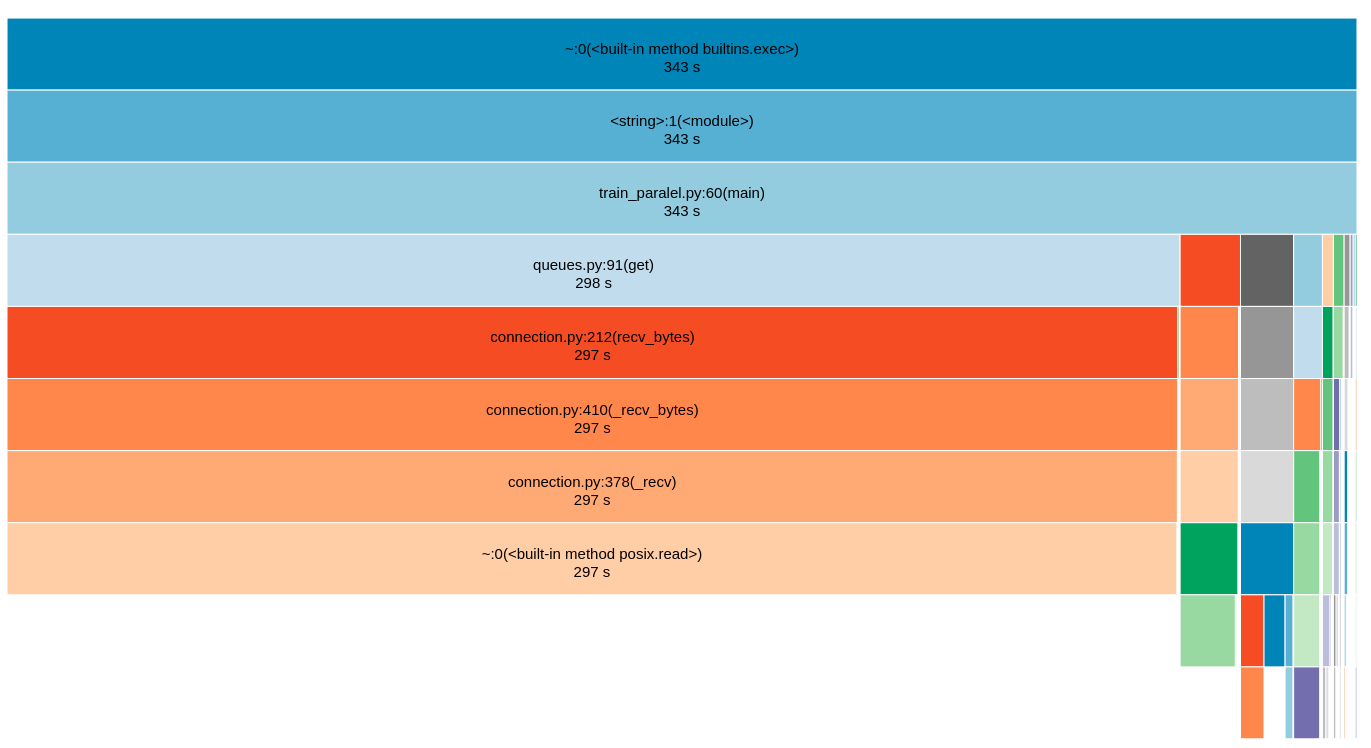 ~:0(<built-in method builtins.exec>)
343 s
<string>:1(<module>)
343 s
train_paralel.py:60(main)
343 s
queues.py:91(get)
298 s
connection.py:212(recv_bytes)
297 s
connection.py:410(_recv_bytes)
297 s
connection.py:378(_recv)
297 s
~:0(<built-in method posix.read>)
297 s